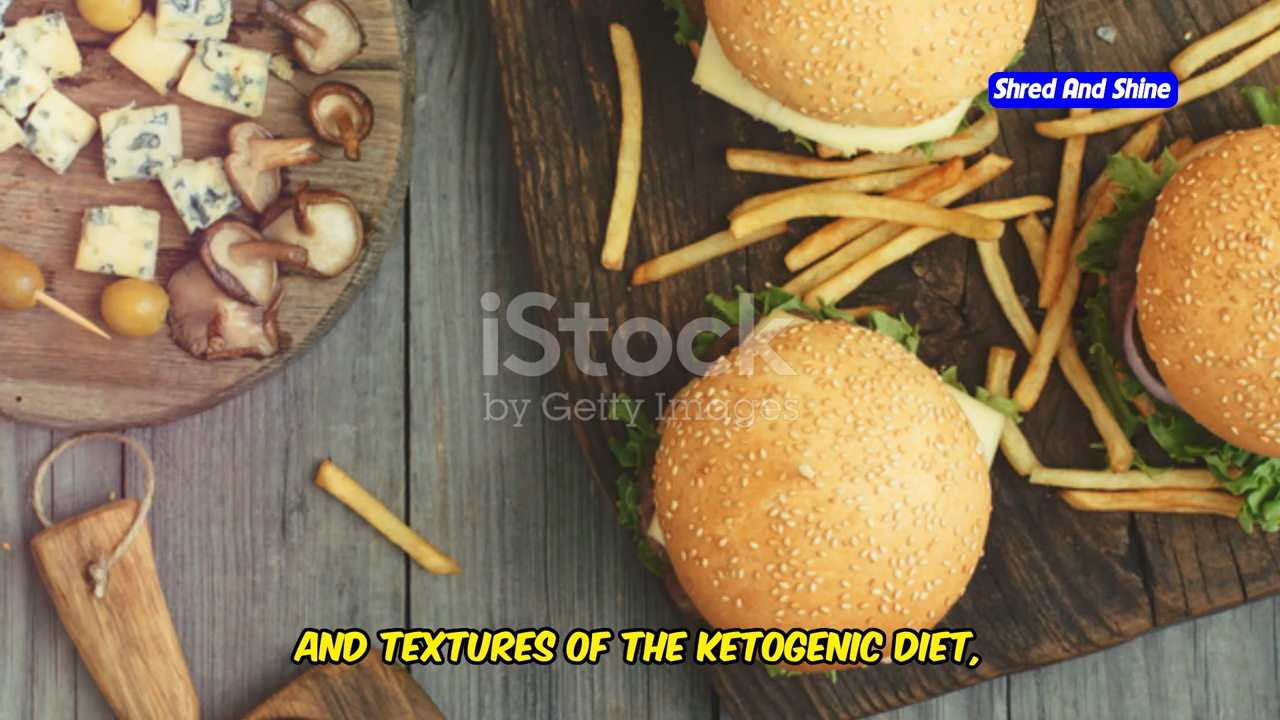 Shred And Shine
iStock
by Getty Images
AND TEXTURES OF THE KETOGENIC DIET,